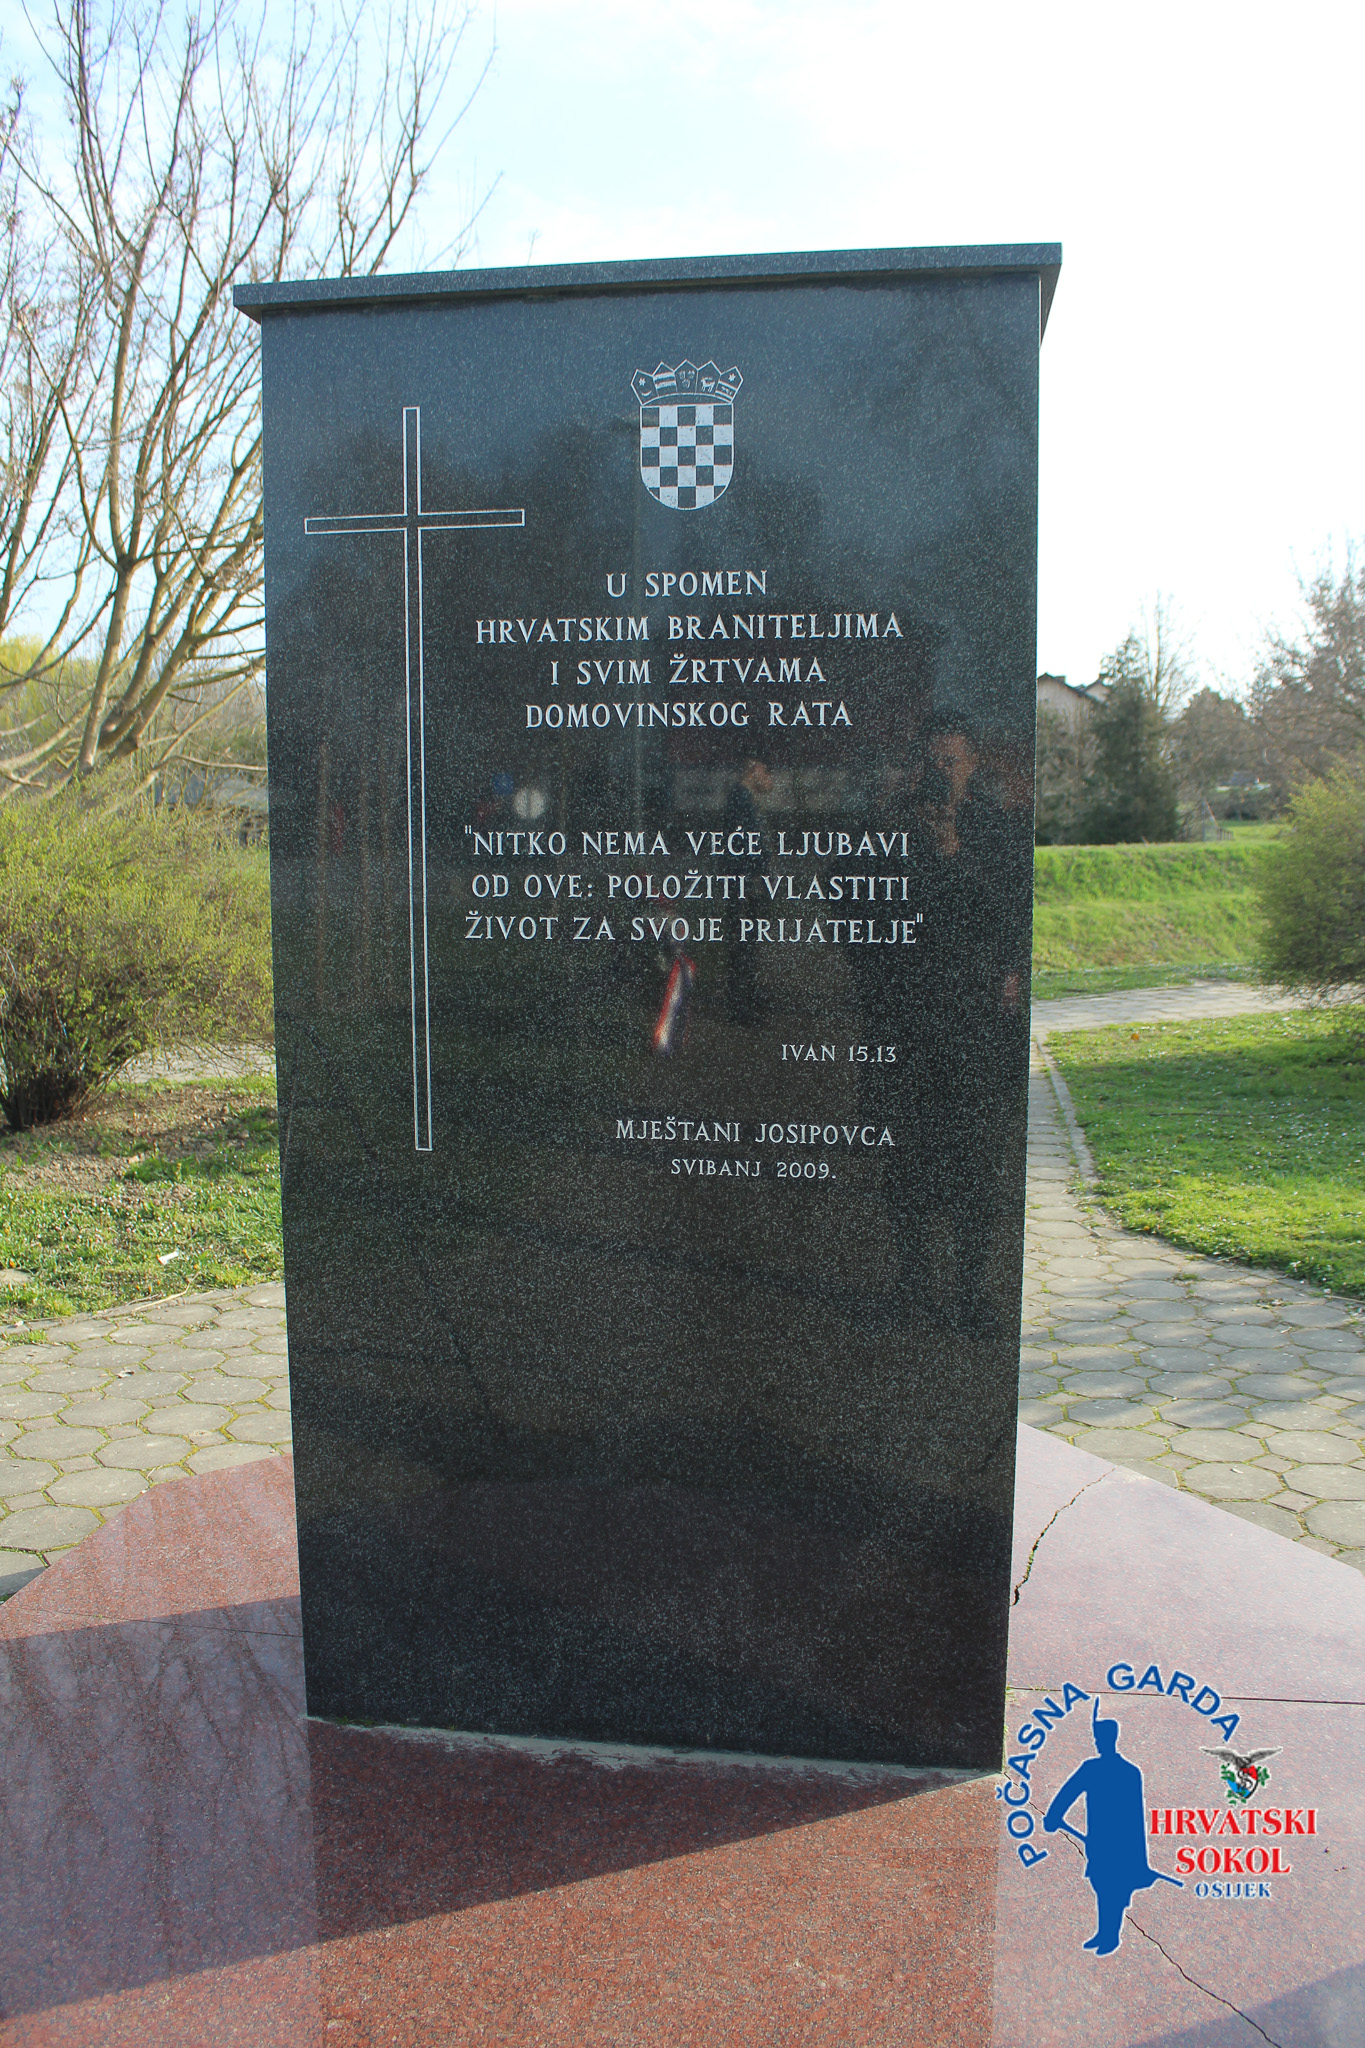 U SPOMEN
HRVATSKIM BRANITELJIMA
I SVIM ŽRTVAMA
DOMOVINSKOG RATA
"NITKO NEMA VEĆE LJUBAVI
OD OVE: POLOŽITI VLASTITI
ŽIVOT ZA SVOJE PRIJATELJE"
IVAN 15,13
MJEŠTANI JOSIPOVCA
SVIBANJ 2009.
POČASNA GARDA
HRVATSKI
SOKOL
OSIJEK